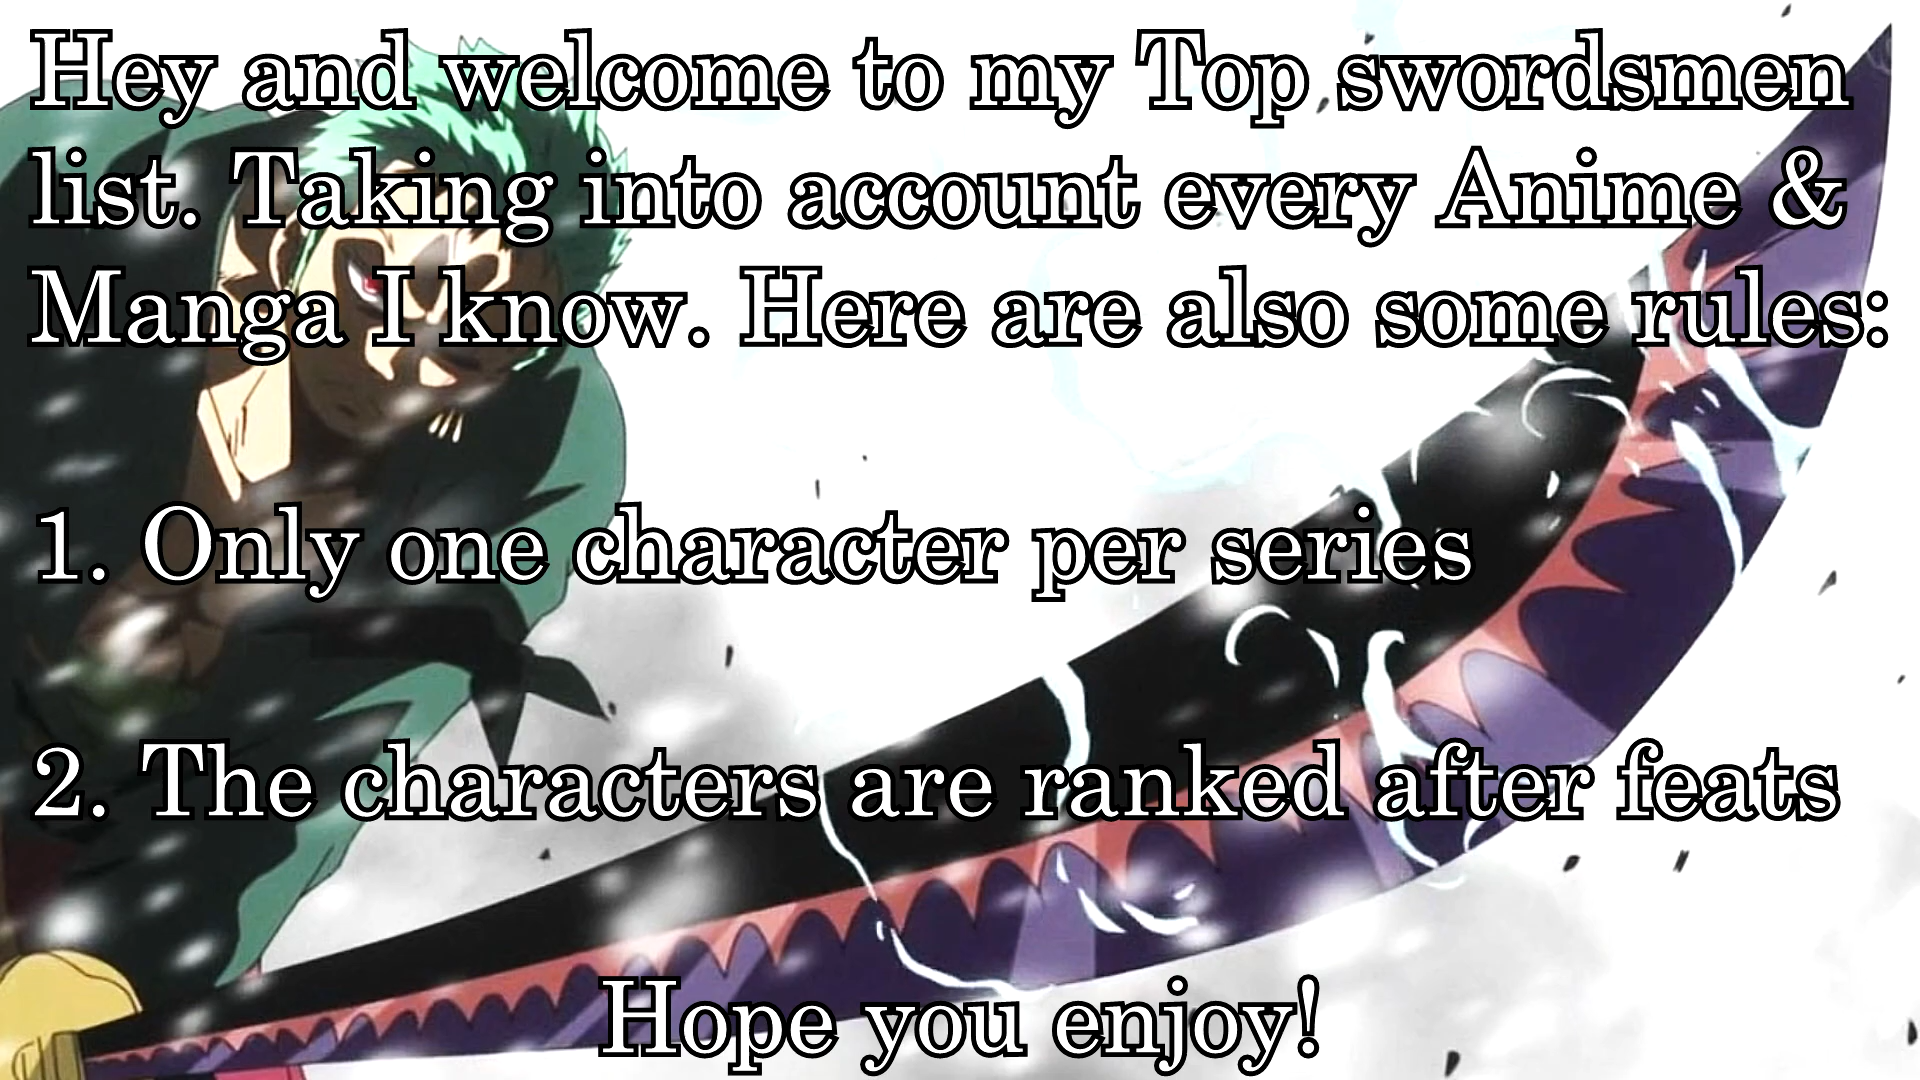 Hey and welcome to my Top swordsmen
list. Taking into account every Anime &
Manga I know. Here are also some rules:
1. Only one character per series
2. The characters are ranked after feats
Hope you enjoy!